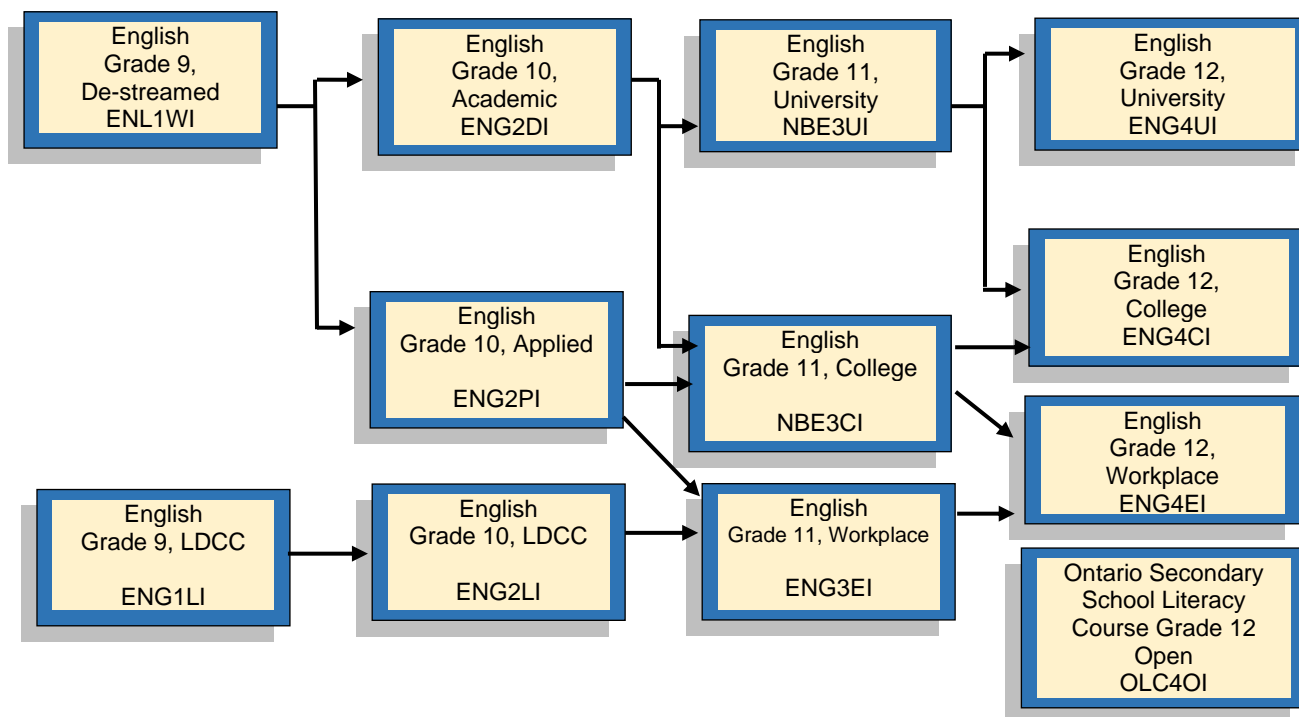 English
Grade 9,
De-streamed
ENL1WI
English
Grade 10,
Academic
ENG2DI
English
Grade 11,
University
NBE3UI
English
Grade 12,
University
ENG4UI
English
Grade 10, Applied
ENG2PI
English
Grade 11, College
NBE3CI
English
Grade 12,
College
ENG4CI
English
Grade 12,
Workplace
ENG4EI
English
Grade 9, LDCC
ENG1LI
English
Grade 10, LDCC
ENG2LI
English
Grade 11, Workplace
ENG3EI
Ontario Secondary
School Literacy
Course Grade 12
Open
OLC4OI